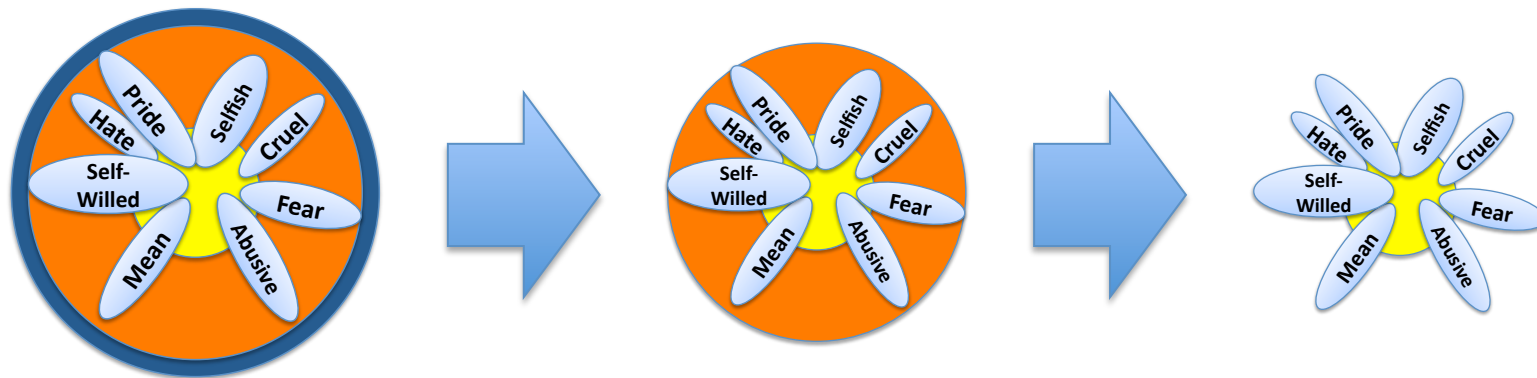 Pride
Selfish
Hate
Cruel
Self-
Willed
Fear
Mean
Abusive
Pride
Selfish
Hate
Cruel
Self-
Willed
Fear
Mean
Abusive
Pride
Selfish
Hate
Cruel
Self-
Willed
Fear
Mean
Abusive